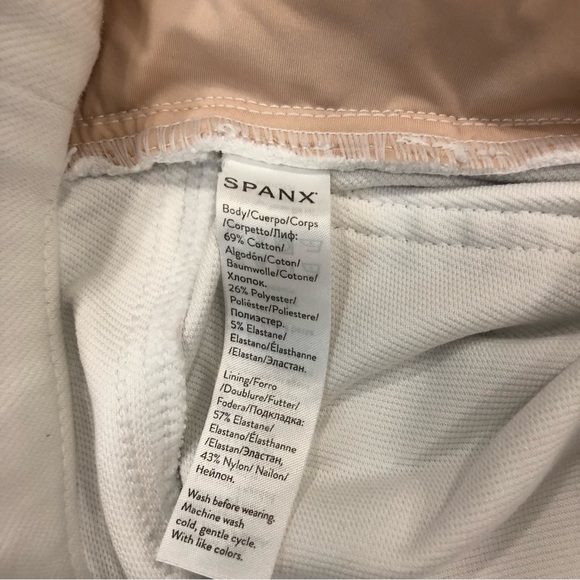 SPANX
Body/Cuerpo/Corps
/Corpetto/Лиф:
69% Cotton/
Algodón/Coton/
Baumwolle/Cotone/
Хлопок.
26% Polyester/
Poliéster/Poliestere/
Полиэстер.
5% Elastane/
Elastano/Élasthanne
/Elastan/Эластан.
Lining/Forro
/Doublure/Futter/
Fodera/Подкладка:
57% Elastane/
Elastano/Élasthanne
/Elastan/Эластан,
43% Nylon/ Nailon/
Нейлон.
Wash before wearing.
Machine wash
cold, gentle cycle.
With like colors.